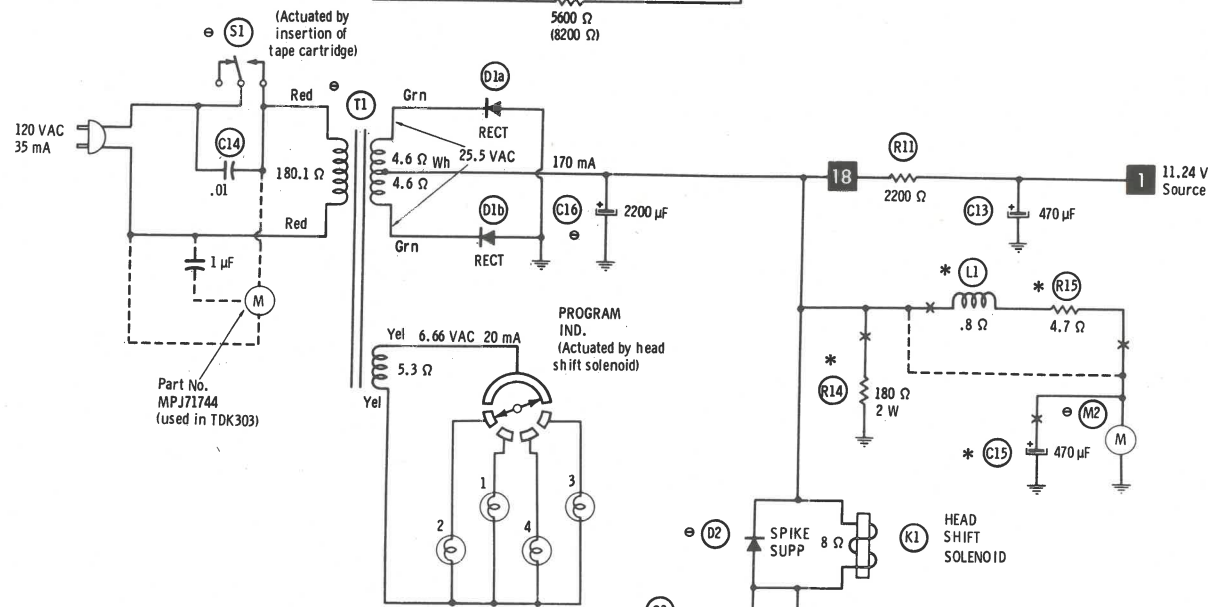 5600 Ω
(8200 Ω)
(Actuated by
insertion of
tape cartridge)
⊖ S1
D1a
Red
⊖
T1
Grn
120 VAC
35 mA
RECT
C14
.01
180.1 Ω
4.6 Ω
Wh
25.5 VAC
4.6 Ω
170 mA
18
R11
2200 Ω
1
11.24 V
Source
D1b
C16
⊖
+
2200 µF
C13
+
470 µF
Red
Grn
RECT
1 µF
M
* L1
.8 Ω
* R15
4.7 Ω
PROGRAM
IND.
(Actuated by head
shift solenoid)
Yel 6.66 VAC 20 mA
5.3 Ω
Yel
Part No.
MPJ71744
(used in TDK303)
*
R14
180 Ω
2 W
⊖ M2
M
* C15
+
470 µF
1
3
2
4
⊖ D2
SPIKE
SUPP
8 Ω
K1
HEAD
SHIFT
SOLENOID